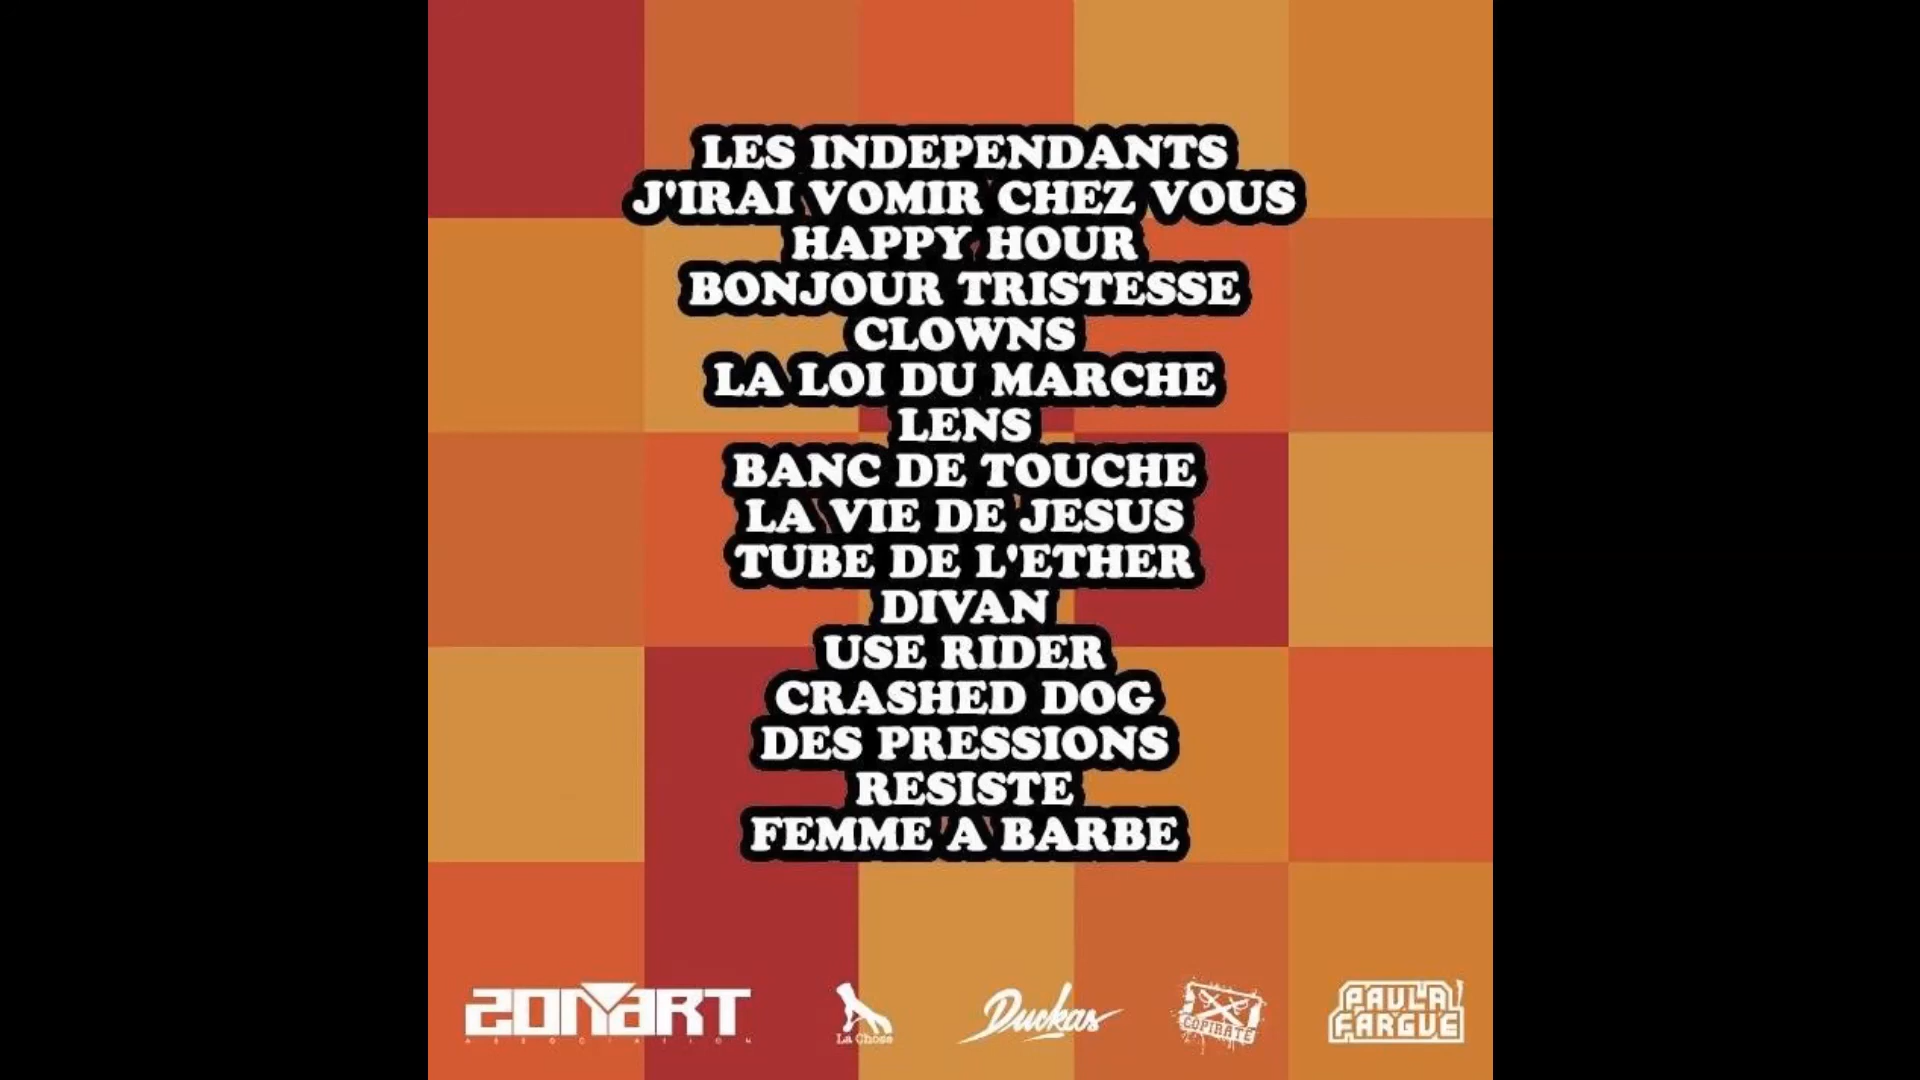 LES INDEPENDANTS
J'IRAI VOMIR CHEZ VOUS
HAPPY HOUR
BONJOUR TRISTESSE
CLOWNS
LA LOI DU MARCHE
LENS
BANC DE TOUCHE
LA VIE DE JESUS
TUBE DE L'ETHER
DIVAN
USE RIDER
CRASHED DOG
DES PRESSIONS
RESISTE
FEMME A BARBE
ZONART
ASSOCIATION
La Chose
Duckas
COPIRATE
PAULA
FARGUE